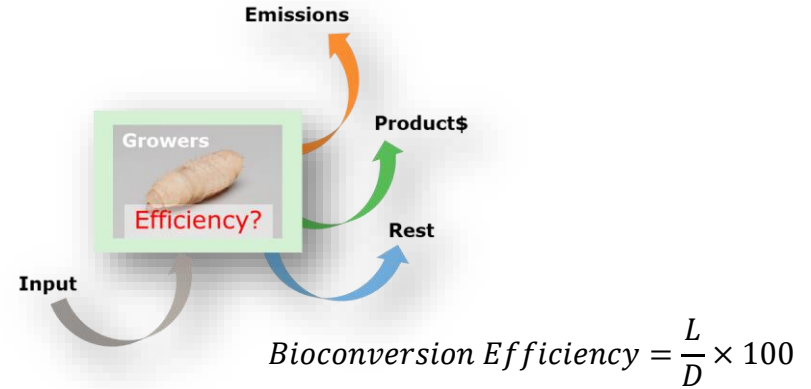 Emissions
Product$
Growers
Efficiency?
Rest
Input
Bioconversion Efficiency = L/D × 100